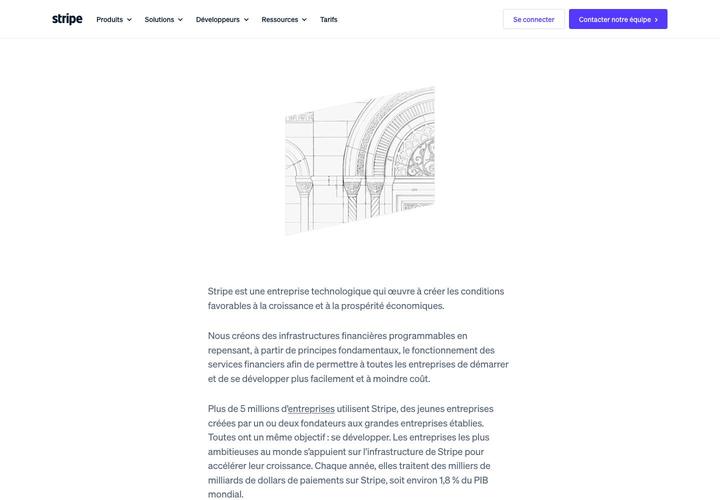 stripe Produits Solutions Développeurs Ressources Tarifs Se connecter Contacter notre équipe
Stripe est une entreprise technologique qui œuvre à créer les conditions
favorables à la croissance et à la prospérité économiques.
Nous créons des infrastructures financières programmables en
repensant, à partir de principes fondamentaux, le fonctionnement des
services financiers afin de permettre à toutes les entreprises de démarrer
et de se développer plus facilement et à moindre coût.
Plus de 5 millions d'entreprises utilisent Stripe, des jeunes entreprises
créées par un ou deux fondateurs aux grandes entreprises établies.
Toutes ont un même objectif : se développer. Les entreprises les plus
ambitieuses au monde s'appuient sur l'infrastructure de Stripe pour
accélérer leur croissance. Chaque année, elles traitent des milliers de
milliards de dollars de paiements sur Stripe, soit environ 1,8 % du PIB
mondial.